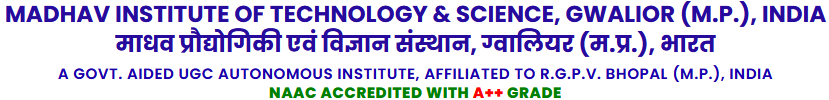 MADHAV INSTITUTE OF TECHNOLOGY & SCIENCE, GWALIOR (M.P.), INDIA
माधव प्रौद्योगिकी एवं विज्ञान संस्थान, ग्वालियर (म.प्र.), भारत
A GOVT. AIDED UGC AUTONOMOUS INSTITUTE, AFFILIATED TO R.G.P.V. BHOPAL (M.P.), INDIA
NAAC ACCREDITED WITH A++ GRADE